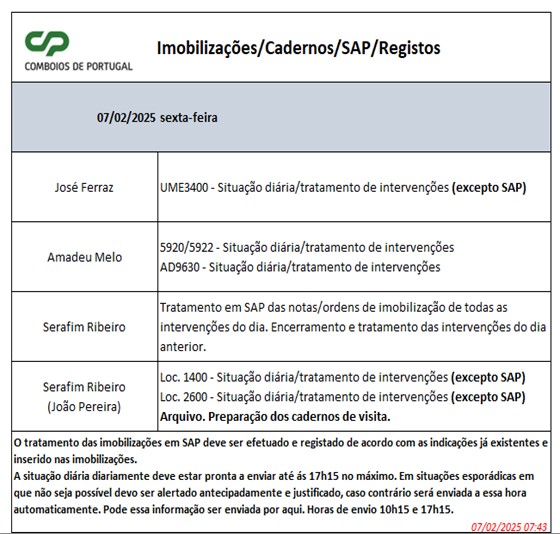 CP
COMBOIOS DE PORTUGAL
Imobilizações/Cadernos/SAP/Registos
07/02/2025 sexta-feira
José Ferraz
UME3400 - Situação diária/tratamento de intervenções (excepto SAP)
Amadeu Melo
5920/5922 - Situação diária/tratamento de intervenções
AD9630 - Situação diária/tratamento de intervenções
Serafim Ribeiro
Tratamento em SAP das notas/ordens de imobilização de todas as
intervenções do dia. Encerramento e tratamento das intervenções do dia
anterior.
Serafim Ribeiro
(João Pereira)
Loc. 1400 - Situação diária/tratamento de intervenções (excepto SAP)
Loc. 2600 - Situação diária/tratamento de intervenções (excepto SAP)
Arquivo. Preparação dos cadernos de visita.
O tratamento das imobilizações em SAP deve ser efetuado e registado de acordo com as indicações já existentes e
inserido nas imobilizações.
A situação diária diariamente deve estar pronta a enviar até ás 17h15 no máximo. Em situações esporádicas em
que não seja possível devo ser alertado antecipadamente e justificado, caso contrário será enviada a essa hora
automaticamente. Pode essa informação ser enviada por aqui. Horas de envio 10h15 e 17h15.
07/02/2025 07:43